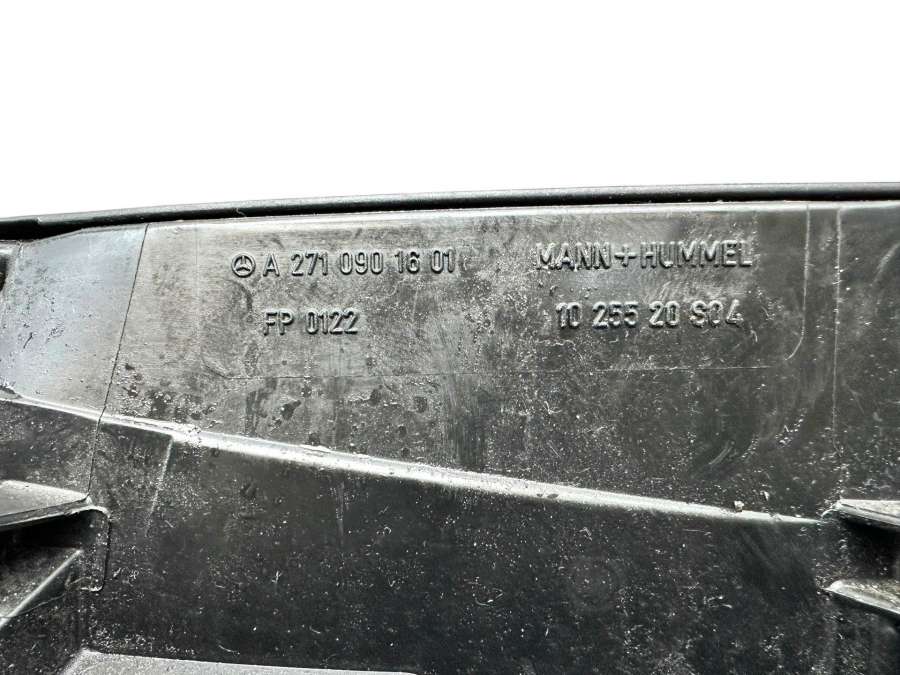 A 271 090 16 01
MANN+HUMMEL
FP 0122
10 255 20 S04